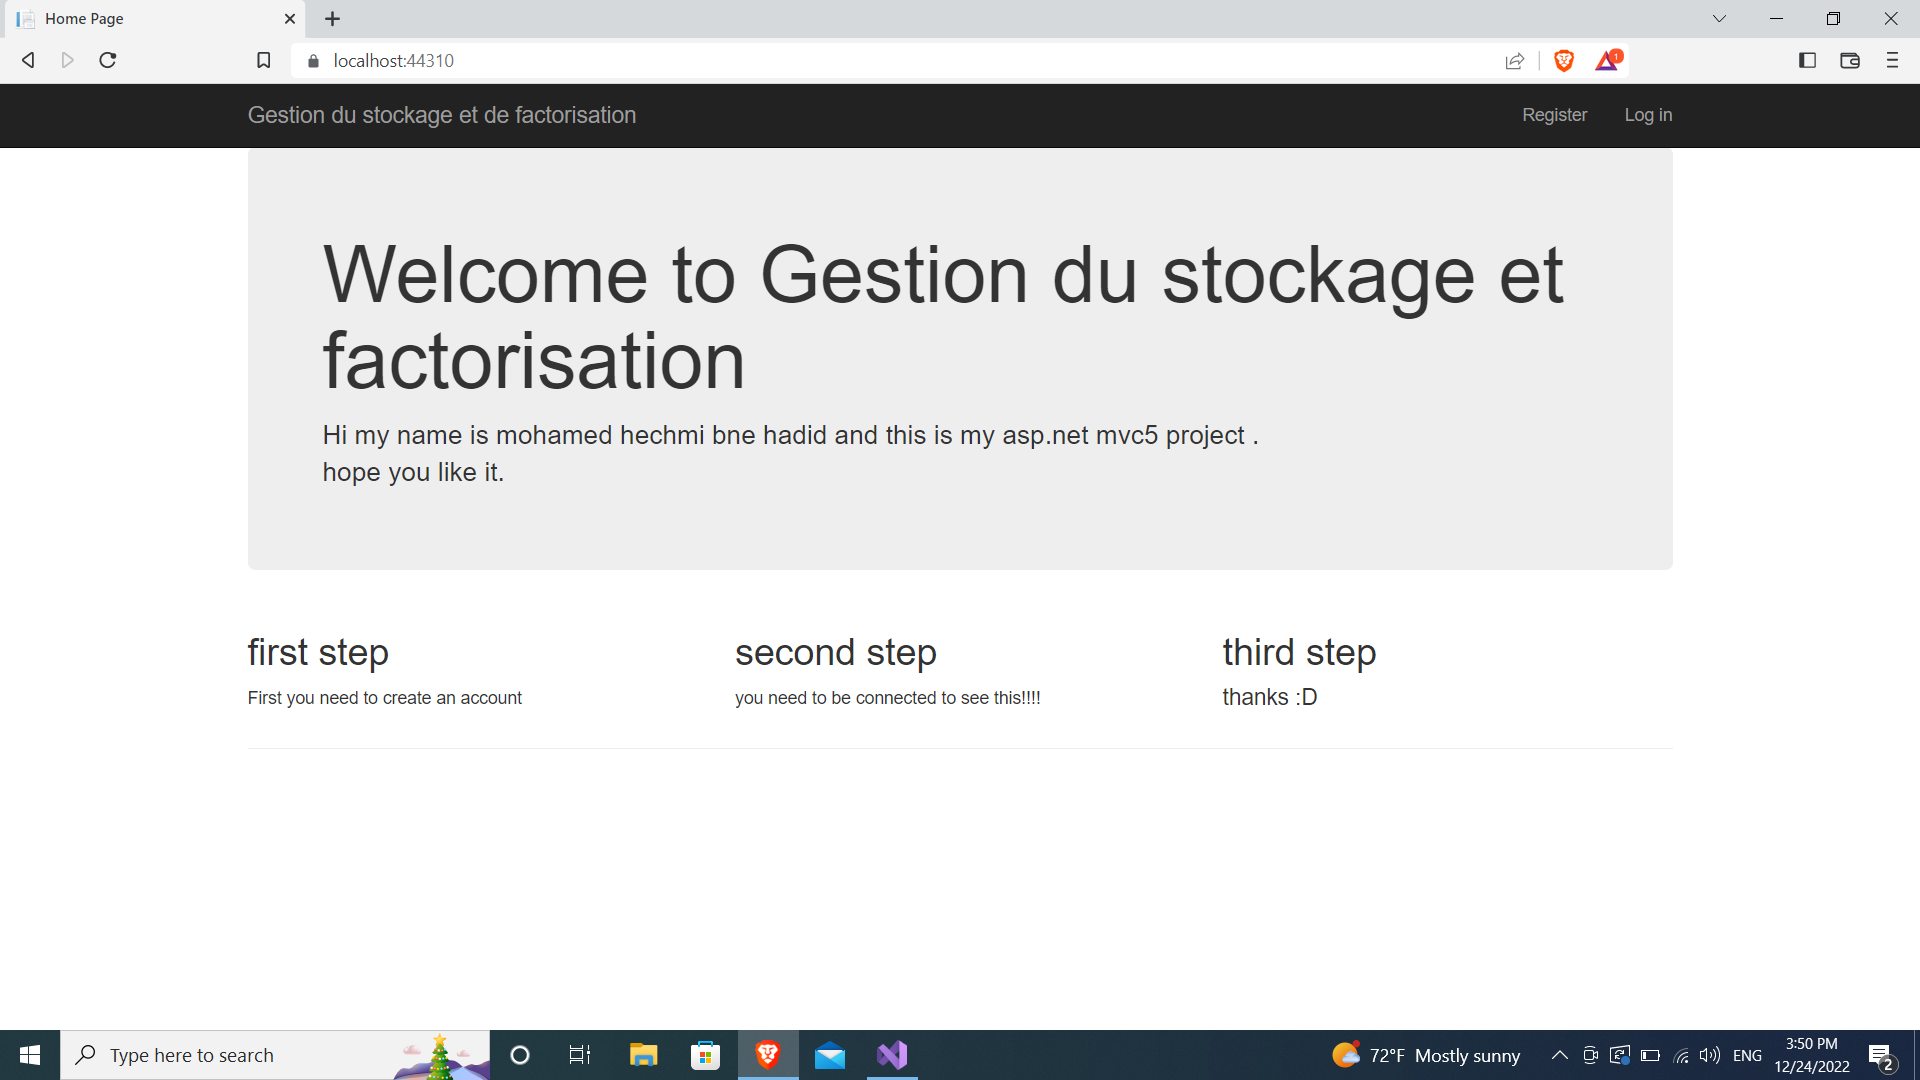 Home Page
localhost:44310
1
Gestion du stockage et de factorisation
Register
Log in
Welcome to Gestion du stockage et
factorisation
Hi my name is mohamed hechmi bne hadid and this is my asp.net mvc5 project .
hope you like it.
first step
second step
third step
First you need to create an account
you need to be connected to see this!!!!
thanks :D
Type here to search
72°F Mostly sunny
ENG
3:50 PM
12/24/2022
2